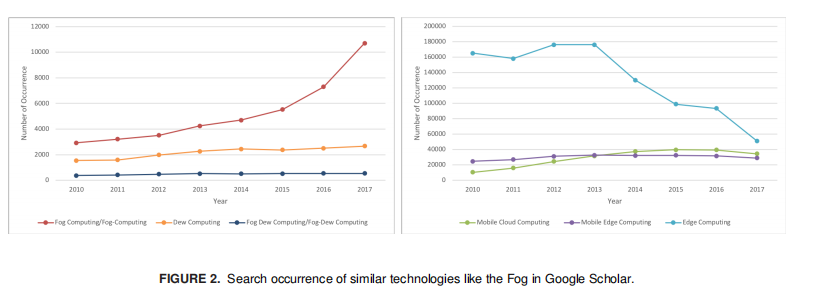 12000
10000
8000
6000
4000
2000
0
Number of Occurrence
2010 2011 2012 2013 2014 2015 2016 2017
Year
Fog Computing/Fog-Computing Dew Computing Fog Dew Computing/Fog-Dew Computing
200000
180000
160000
140000
120000
100000
80000
60000
40000
20000
0
Number of Occurrence
2010 2011 2012 2013 2014 2015 2016 2017
Year
Mobile Cloud Computing Mobile Edge Computing Edge Computing
FIGURE 2. Search occurrence of similar technologies like the Fog in Google Scholar.